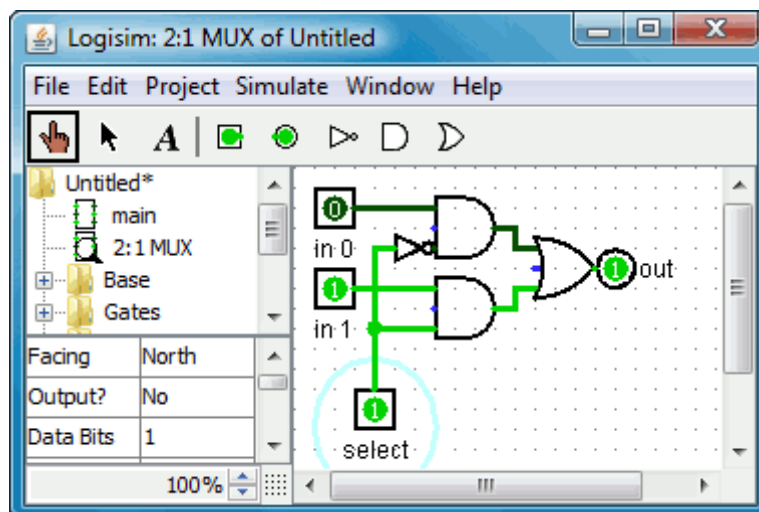 Logisim: 2:1 MUX of Untitled
File Edit Project Simulate Window Help
A
Untitled*
main
2:1 MUX
Base
Gates
Facing North
Output? No
Data Bits 1
100%
0
in 0
1
in 1
1
select
1 out